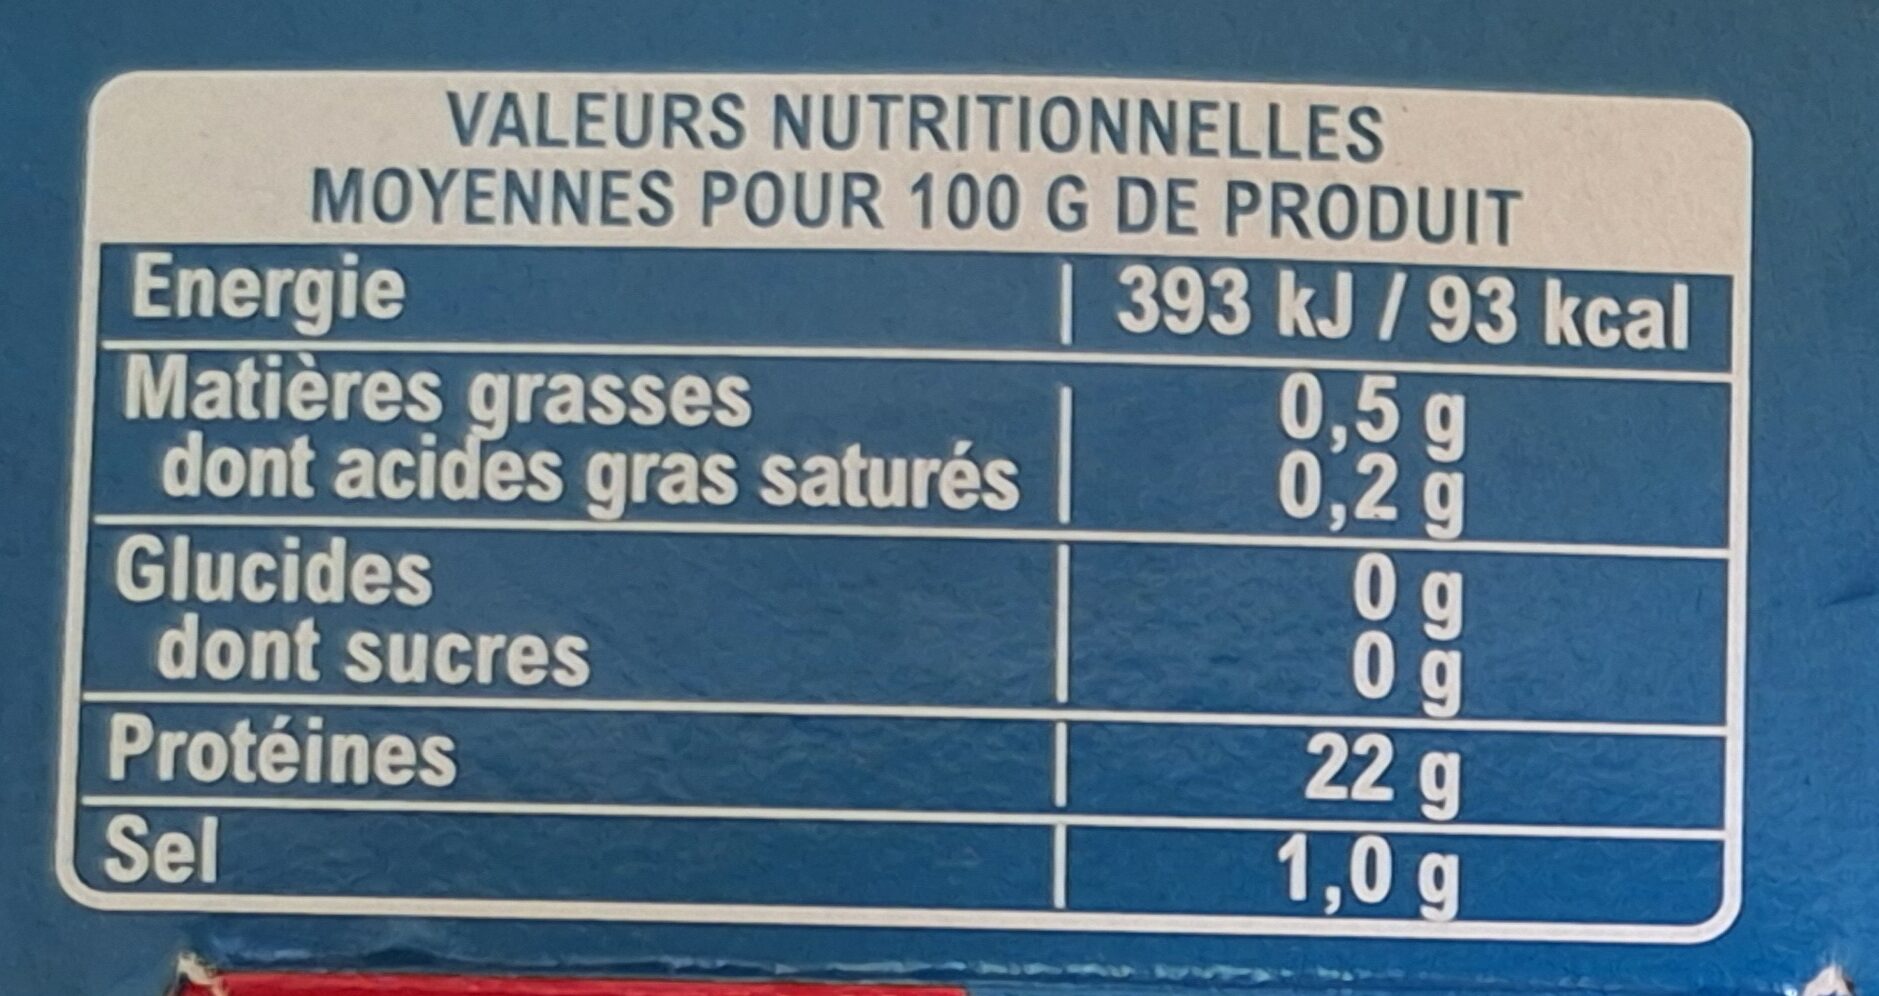 VALEURS NUTRITIONNELLES
MOYENNES POUR 100 G DE PRODUIT
Energie | 393 kJ / 93 kcal
Matières grasses | 0,5 g
dont acides gras saturés | 0,2 g
Glucides | 0 g
dont sucres | 0 g
Protéines | 22 g
Sel | 1,0 g